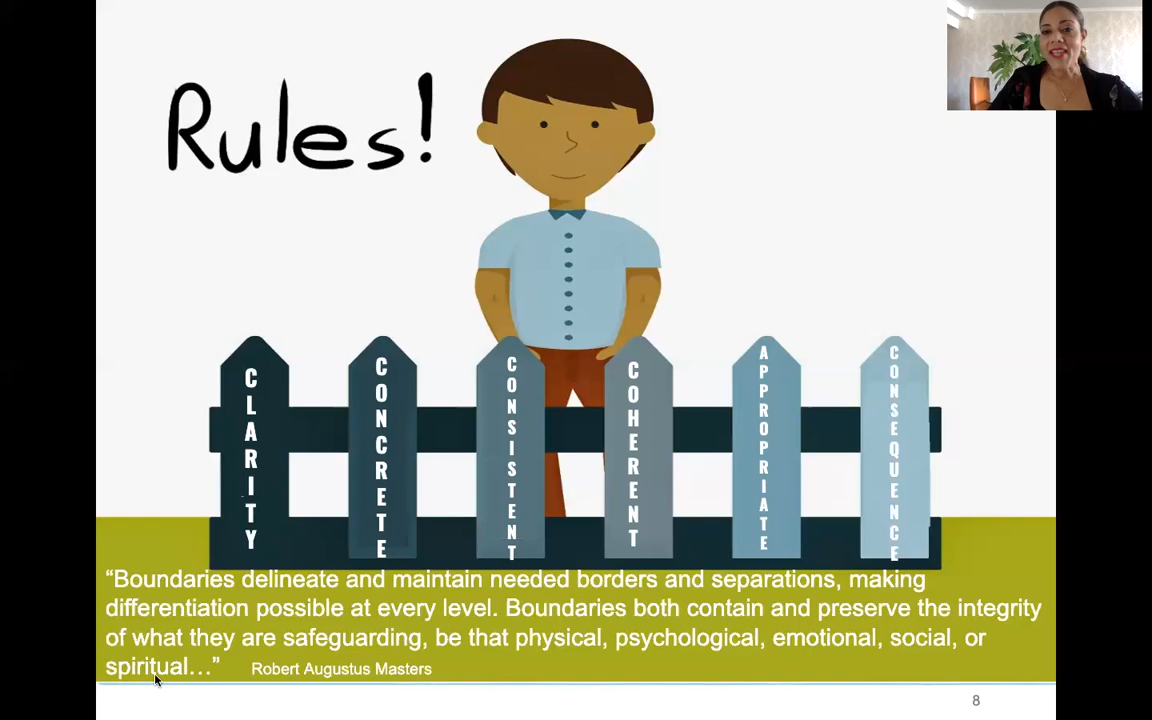 Rules!
CLARITY
CONCRETE
CONSISTENT
COHERENT
APPROPRIATE
CONSEQUENCE
“Boundaries delineate and maintain needed borders and separations, making
differentiation possible at every level. Boundaries both contain and preserve the integrity
of what they are safeguarding, be that physical, psychological, emotional, social, or
spiritual…” Robert Augustus Masters
8